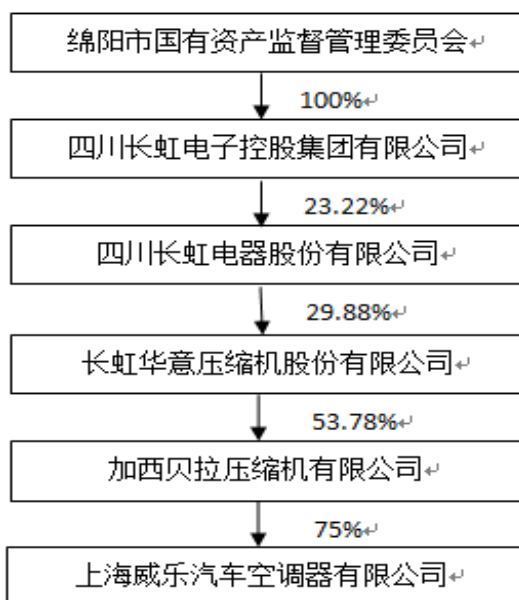 绵阳市国有资产监督管理委员会
100%
四川长虹电子控股集团有限公司
23.22%
四川长虹电器股份有限公司
29.88%
长虹华意压缩机股份有限公司
53.78%
加西贝拉压缩机有限公司
75%
上海威乐汽车空调器有限公司